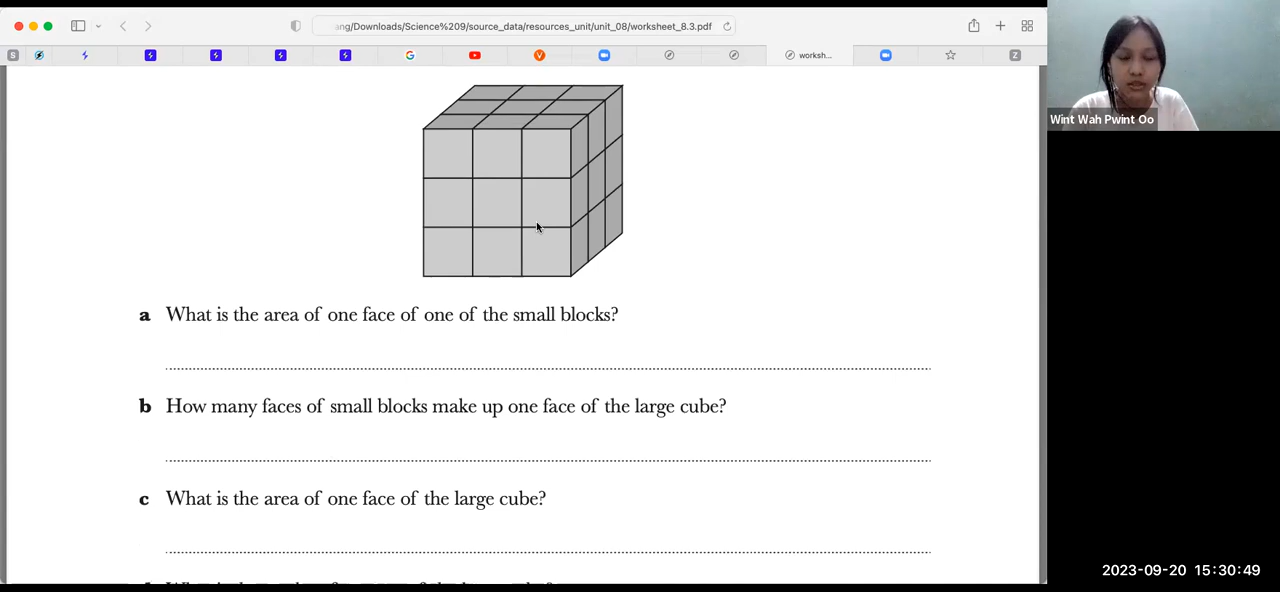 ang/Downloads/Science%209/source_data/resources_unit/unit_08/worksheet_8.3.pdf
S
worksh...
Z
Wint Wah Pwint Oo
a What is the area of one face of one of the small blocks?
b How many faces of small blocks make up one face of the large cube?
c What is the area of one face of the large cube?
2023-09-20 15:30:49